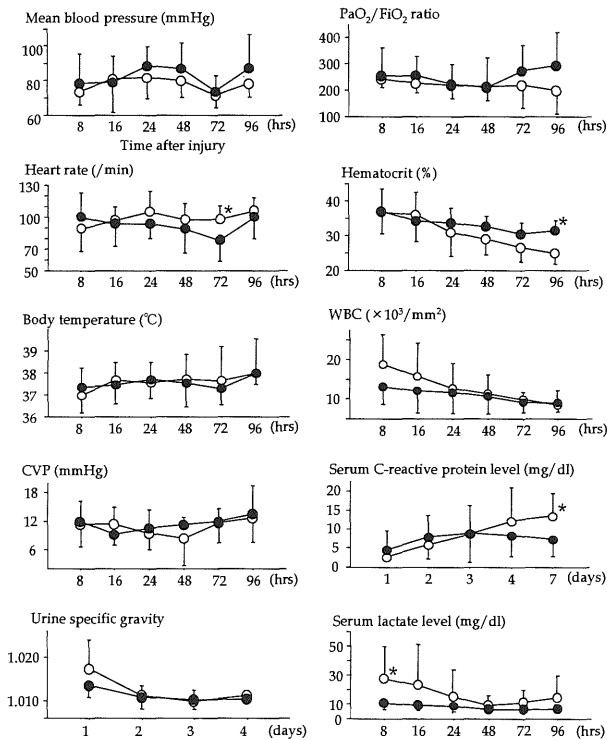 Mean blood pressure (mmHg)
100
80
60
8 16 24 48 72 96 (hrs)
Time after injury
PaO2/FiO2 ratio
400
300
200
100
8 16 24 48 72 96 (hrs)
Heart rate (/min)
130
100
70
50
8 16 24 48 72 96 (hrs)
*
Hematocrit (%)
40
30
20
8 16 24 48 72 96 (hrs)
*
Body temperature (℃)
39
38
37
36
8 16 24 48 72 96 (hrs)
WBC (×10³/mm²)
20
10
8 16 24 48 72 96 (hrs)
CVP (mmHg)
18
12
6
8 16 24 48 72 96 (hrs)
Serum C-reactive protein level (mg/dl)
20
15
10
5
0
1 2 3 4 7 (days)
*
Urine specific gravity
1.020
1.010
1 2 3 4 (days)
Serum lactate level (mg/dl)
50
30
10
0
8 16 24 48 72 96 (hrs)
*